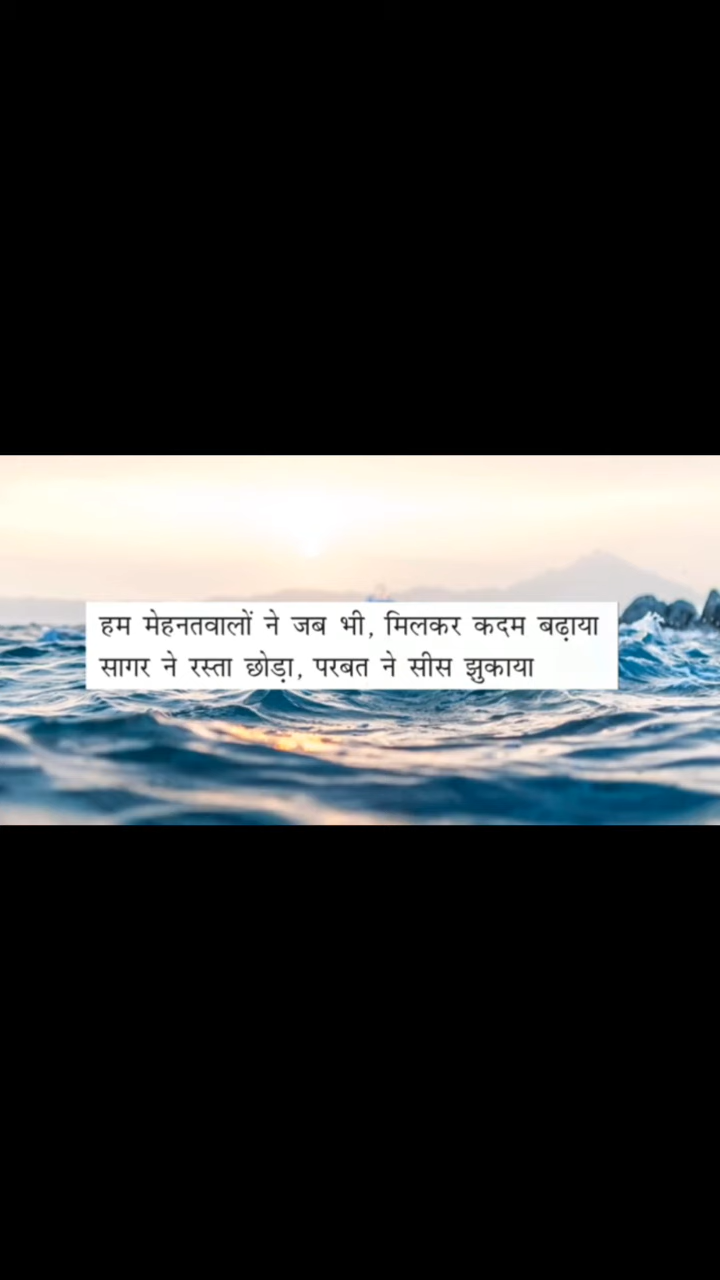 हम मेहनतवालों ने जब भी, मिलकर कदम बढ़ाया
सागर ने रस्ता छोड़ा, परबत ने सीस झुकाया